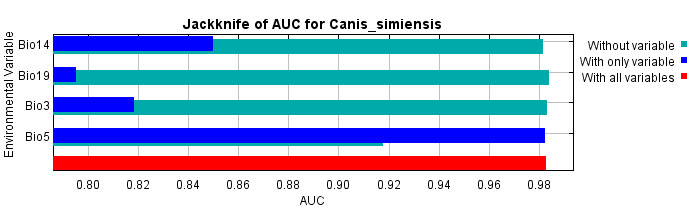 Jackknife of AUC for Canis_simiensis
Environmental Variable
Bio14
Bio19
Bio3
Bio5
Without variable
With only variable
With all variables
0.80 0.82 0.84 0.86 0.88 0.90 0.92 0.94 0.96 0.98
AUC